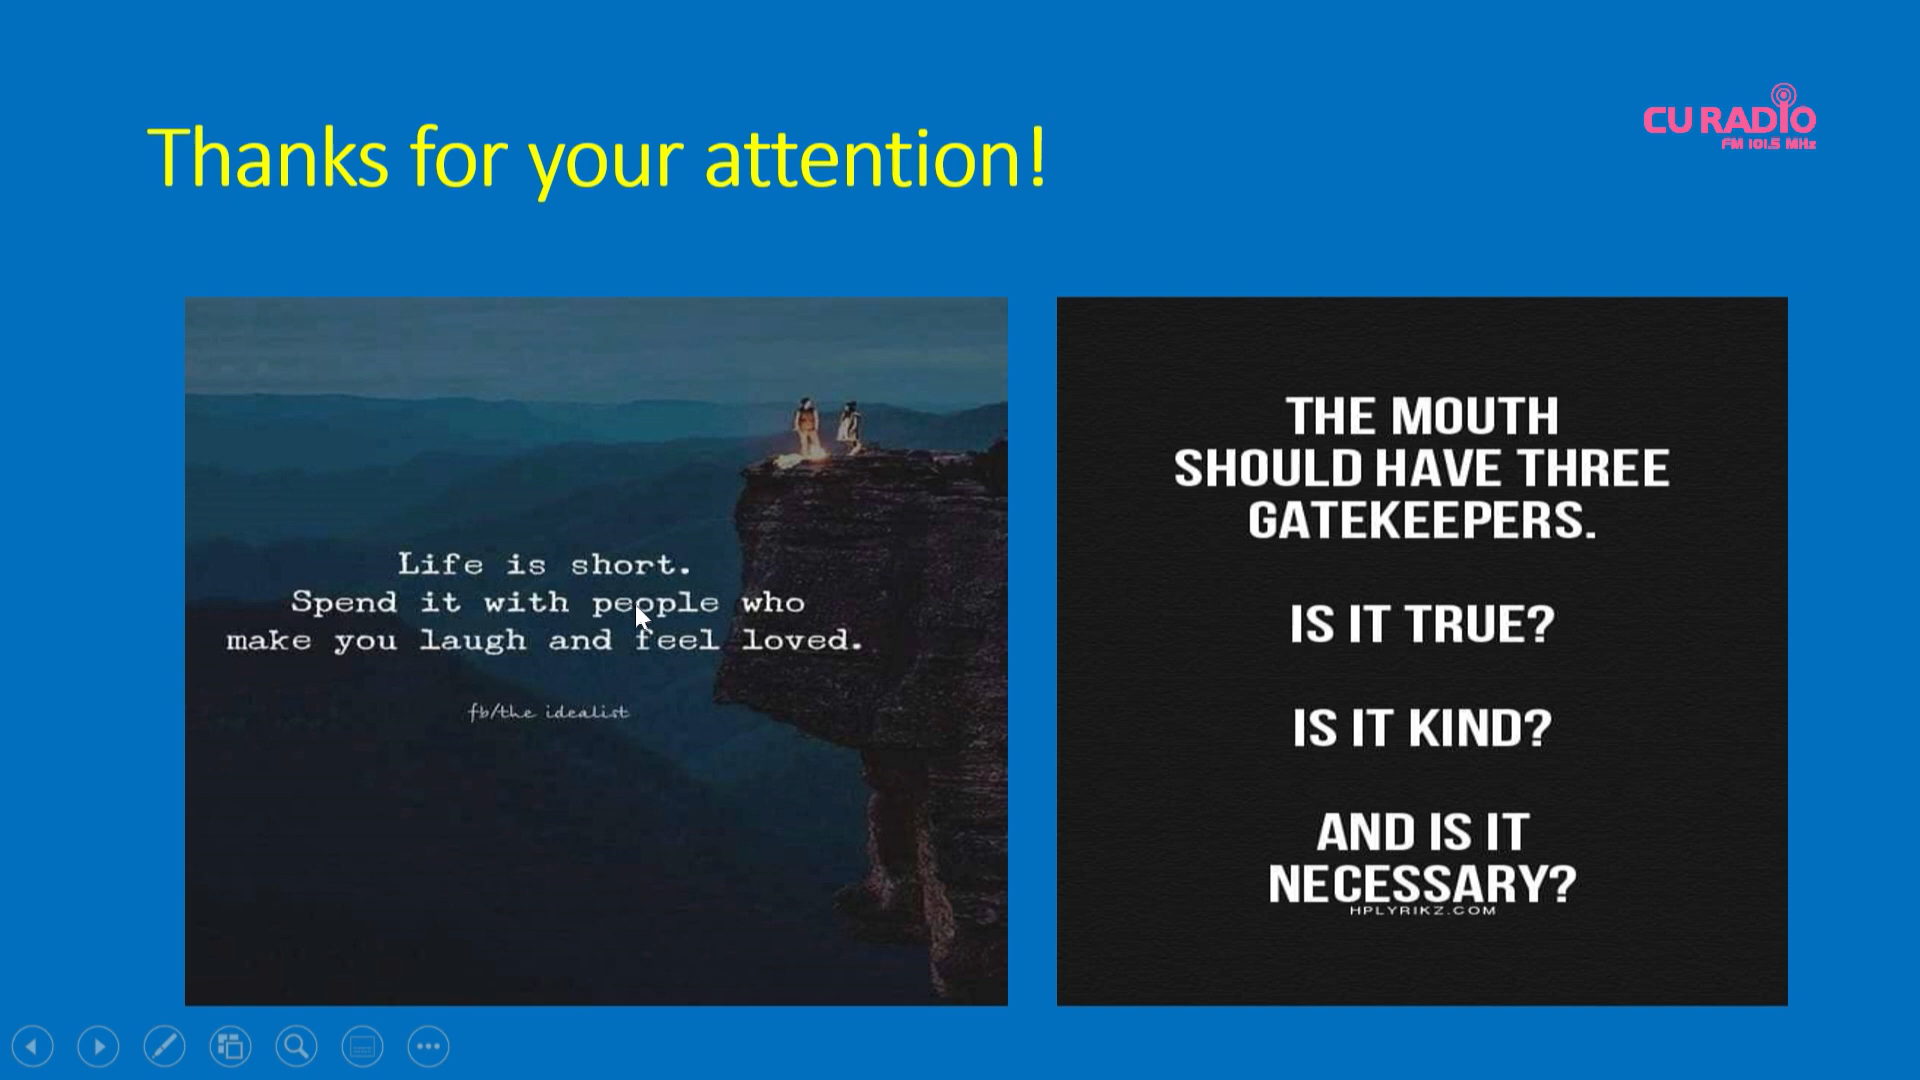 Thanks for your attention!
CU RADIO
FM 101.5 MHz
Life is short.
Spend it with people who
make you laugh and feel loved.
fb/the idealist
THE MOUTH
SHOULD HAVE THREE
GATEKEEPERS.
IS IT TRUE?
IS IT KIND?
AND IS IT
NECESSARY?
HPLYRIKZ.COM